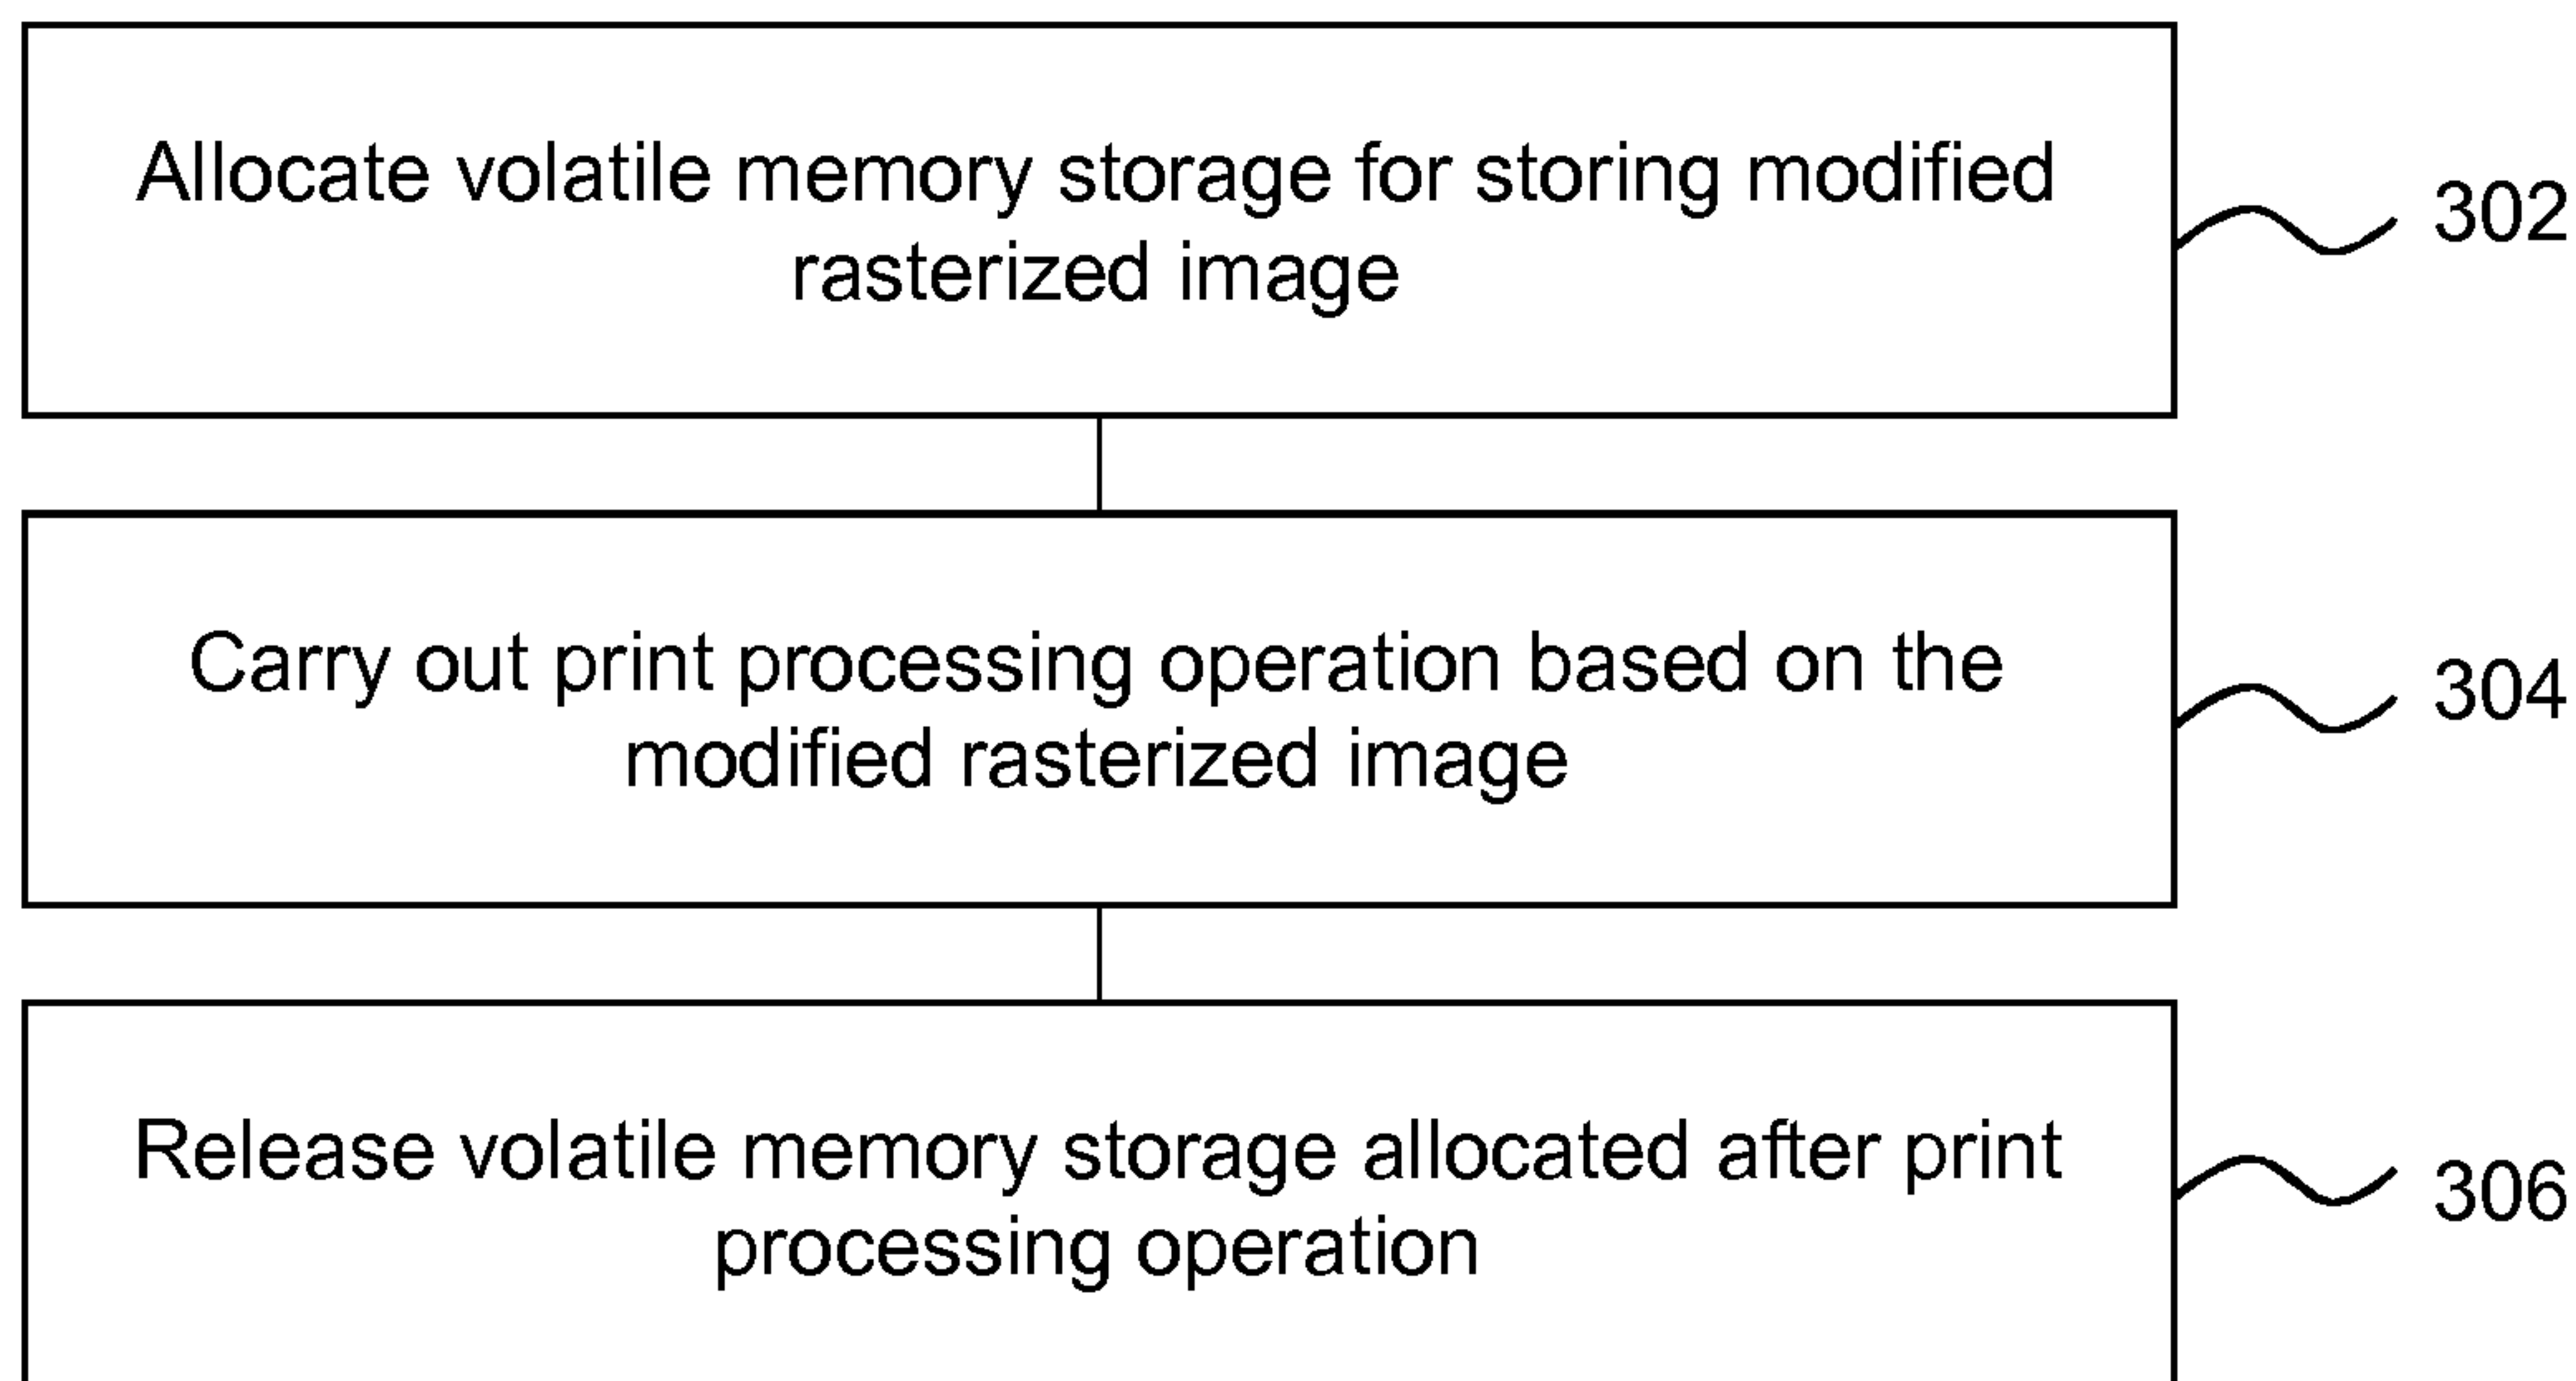 Allocate volatile memory storage for storing modified
rasterized image
302
Carry out print processing operation based on the
modified rasterized image
304
Release volatile memory storage allocated after print
processing operation
306